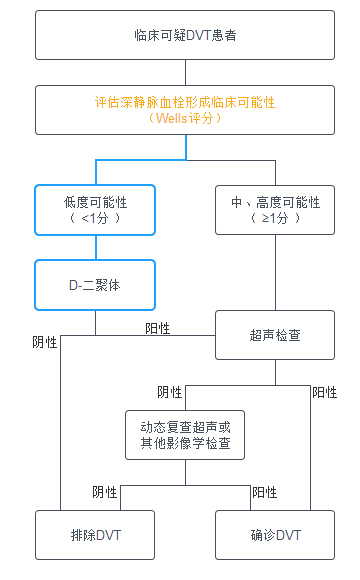 临床可疑DVT患者
评估深静脉血栓形成临床可能性
（Wells评分）
低度可能性
（ <1分 ）
中、高度可能性
（ ≥1分 ）
D-二聚体
阳性
阴性
超声检查
阴性
阳性
动态复查超声或
其他影像学检查
阴性
阳性
排除DVT
确诊DVT